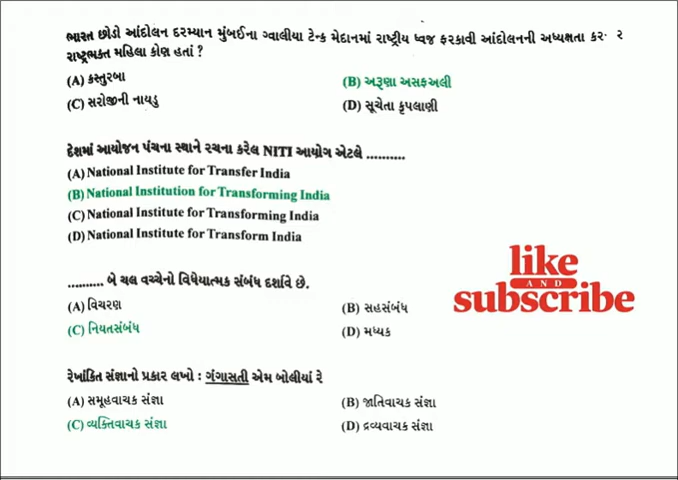 ભારત છોડો આંદોલન દરમ્યાન મુંબઈના ગ્વાલીયા ટેન્ક મેદાનમાં રાષ્ટ્રીય ધ્વજ ફરકાવી આંદોલનની અધ્યક્ષતા કર ર
રાષ્ટ્રભક્ત મહિલા કોણ હતાં ?
(A) કસ્તુરબા (B) અરૂણા અસફઅલી
(C) સરોજીની નાયડુ (D) સૂચેતા કૃપલાણી
દેશમાં આયોજન પંચના સ્થાને રચના કરેલ NITI આયોગ એટલે ..........
(A) National Institute for Transfer India
(B) National Institution for Transforming India
(C) National Institute for Transforming India
(D) National Institute for Transform India
.......... બે ચલ વચ્ચેનો વિધેયાત્મક સંબંધ દર્શાવે છે.
(A) વિચરણ (B) સહસંબંધ
(C) નિયતસંબંધ (D) મધ્યક
like
AND
subscribe
રેખાંકિત સંજ્ઞાનો પ્રકાર લખો : ગંગાસતી એમ બોલીયાં રે
(A) સમૂહવાચક સંજ્ઞા (B) જાતિવાચક સંજ્ઞા
(C) વ્યક્તિવાચક સંજ્ઞા (D) દ્રવ્યવાચક સંજ્ઞા